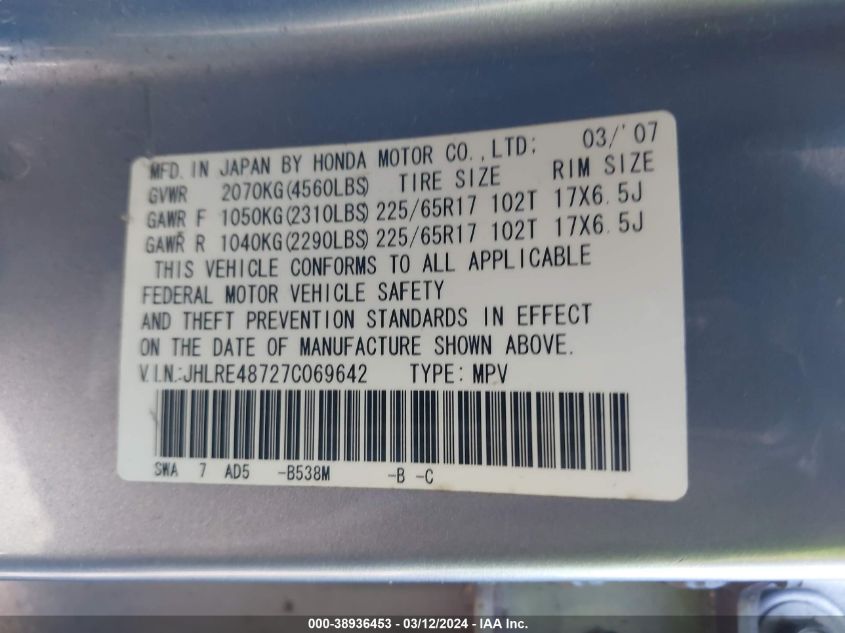 MFD. IN JAPAN BY HONDA MOTOR CO.,LTD; 03/'07
GVWR 2070KG(4560LBS) TIRE SIZE RIM SIZE
GAWR F 1050KG(2310LBS) 225/65R17 102T 17X6.5J
GAWR R 1040KG(2290LBS) 225/65R17 102T 17X6.5J
THIS VEHICLE CONFORMS TO ALL APPLICABLE
FEDERAL MOTOR VEHICLE SAFETY
AND THEFT PREVENTION STANDARDS IN EFFECT
ON THE DATE OF MANUFACTURE SHOWN ABOVE.
V.I.N.:JHLRE48727C069642 TYPE: MPV
SWA 7 AD5 -B538M -B -C
000-38936453 - 03/12/2024 - IAA Inc.